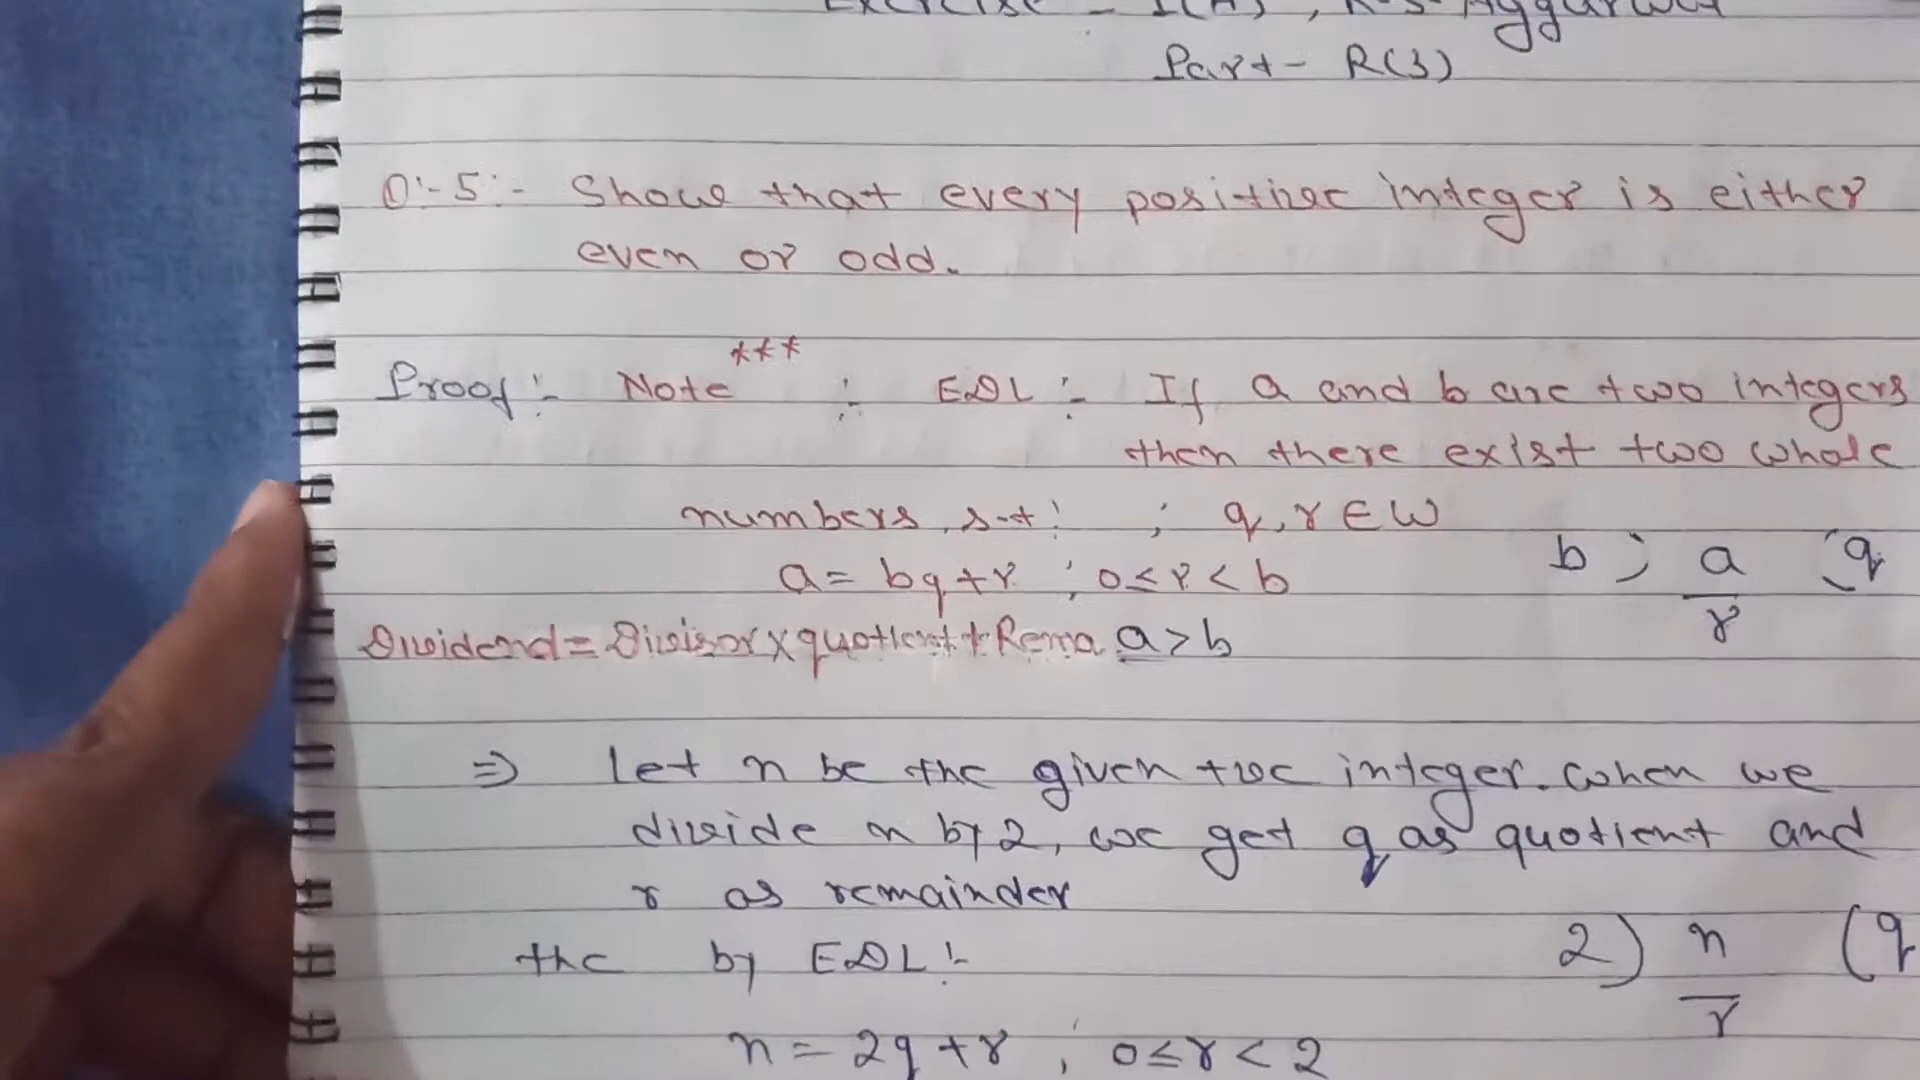 Exercise - 1(A), R.S. Aggarwal
Part - R(3)
Q:-5:- Show that every positive integer is either
even or odd.
Proof:- Note*** :- EDL:- If a and b are two integers
then there exist two whole
numbers, s.t: ; q, r ∈ W
a = bq + r ; 0 ≤ r < b
b ) a ( q
r
Dividend = Divisor x quotient + Rema a > b
⇒ Let n be the given +ve integer. when we
divide n by 2, we get q as quotient and
r as remainder
the by EDL:-
2 ) n ( q
r
n = 2q + r ; 0 ≤ r < 2